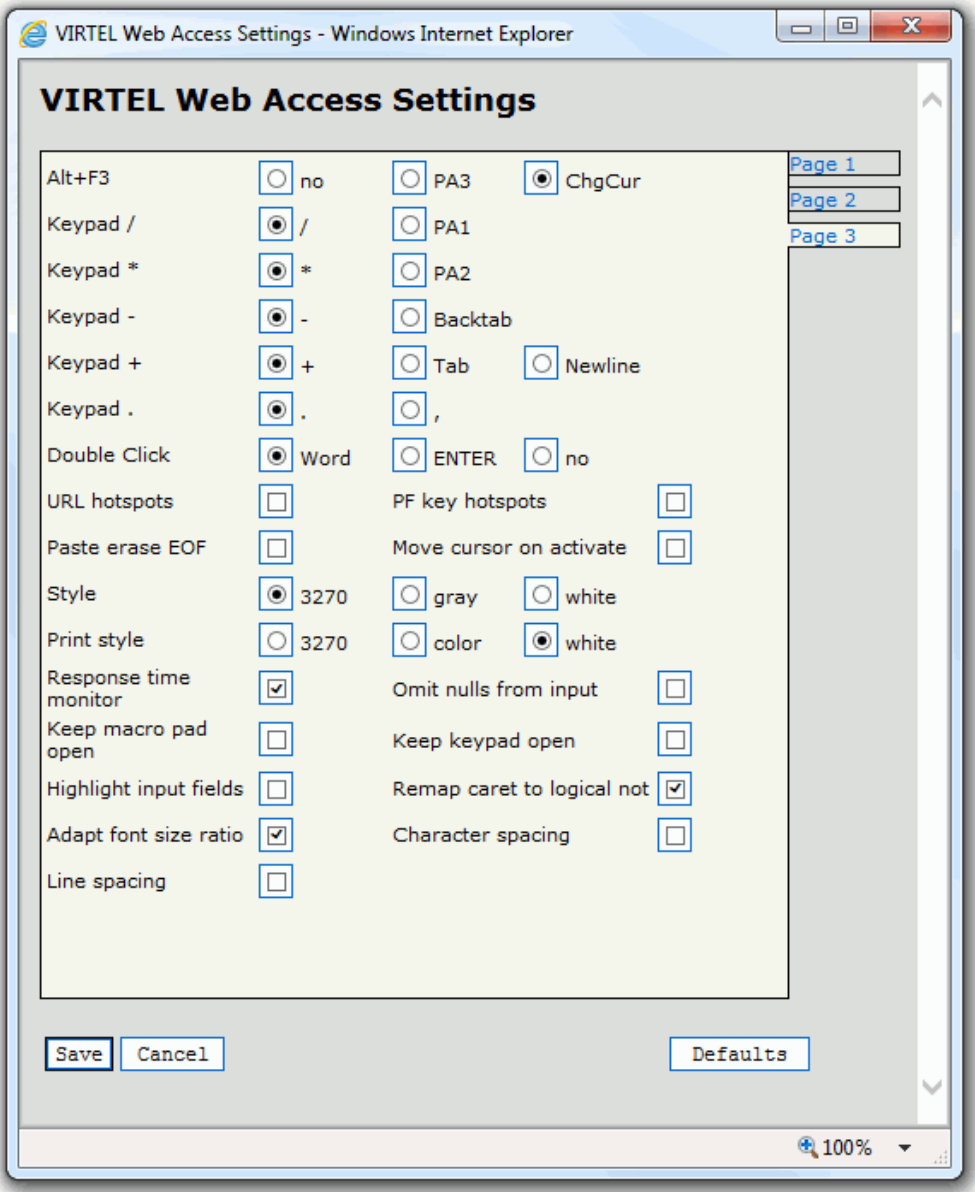 VIRTEL Web Access Settings - Windows Internet Explorer
VIRTEL Web Access Settings
Alt+F3 no PA3 ChgCur
Page 1
Page 2
Page 3
Keypad / / PA1
Keypad * * PA2
Keypad - - Backtab
Keypad + + Tab Newline
Keypad . . ,
Double Click Word ENTER no
URL hotspots PF key hotspots
Paste erase EOF Move cursor on activate
Style 3270 gray white
Print style 3270 color white
Response time
monitor
Omit nulls from input
Keep macro pad
open
Keep keypad open
Highlight input fields Remap caret to logical not
Adapt font size ratio Character spacing
Line spacing
Save Cancel Defaults
100%